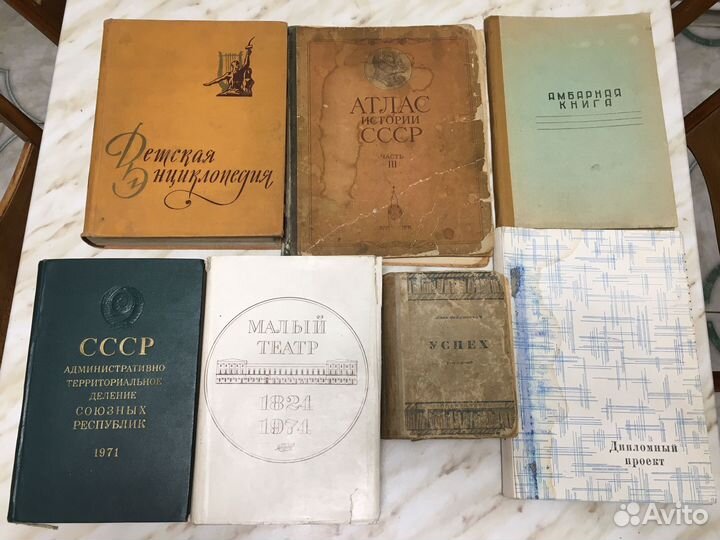 Детская
Энциклопедия
АТЛАС
ИСТОРИИ
СССР
ЧАСТЬ
III
АМБАРНАЯ
КНИГА
СССР
АДМИНИСТРАТИВНО
ТЕРРИТОРИАЛЬНОЕ
ДЕЛЕНИЕ
СОЮЗНЫХ
РЕСПУБЛИК
1971
МАЛЫЙ
ТЕАТР
1824
1974
УСПЕХ
Дипломный
проект
Avito